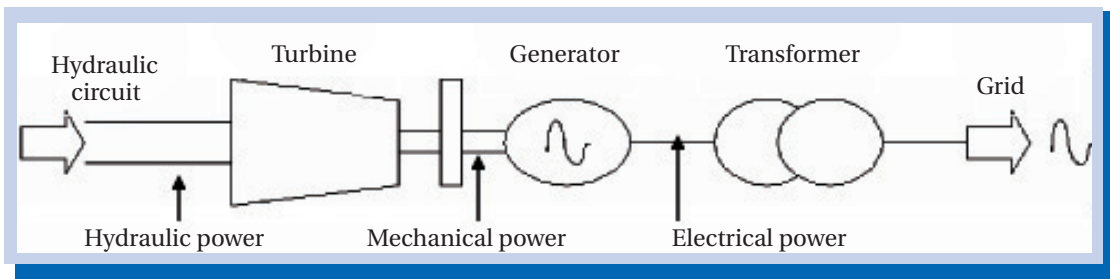 Turbine
Generator
Transformer
Hydraulic
circuit
Grid
Hydraulic power
Mechanical power
Electrical power